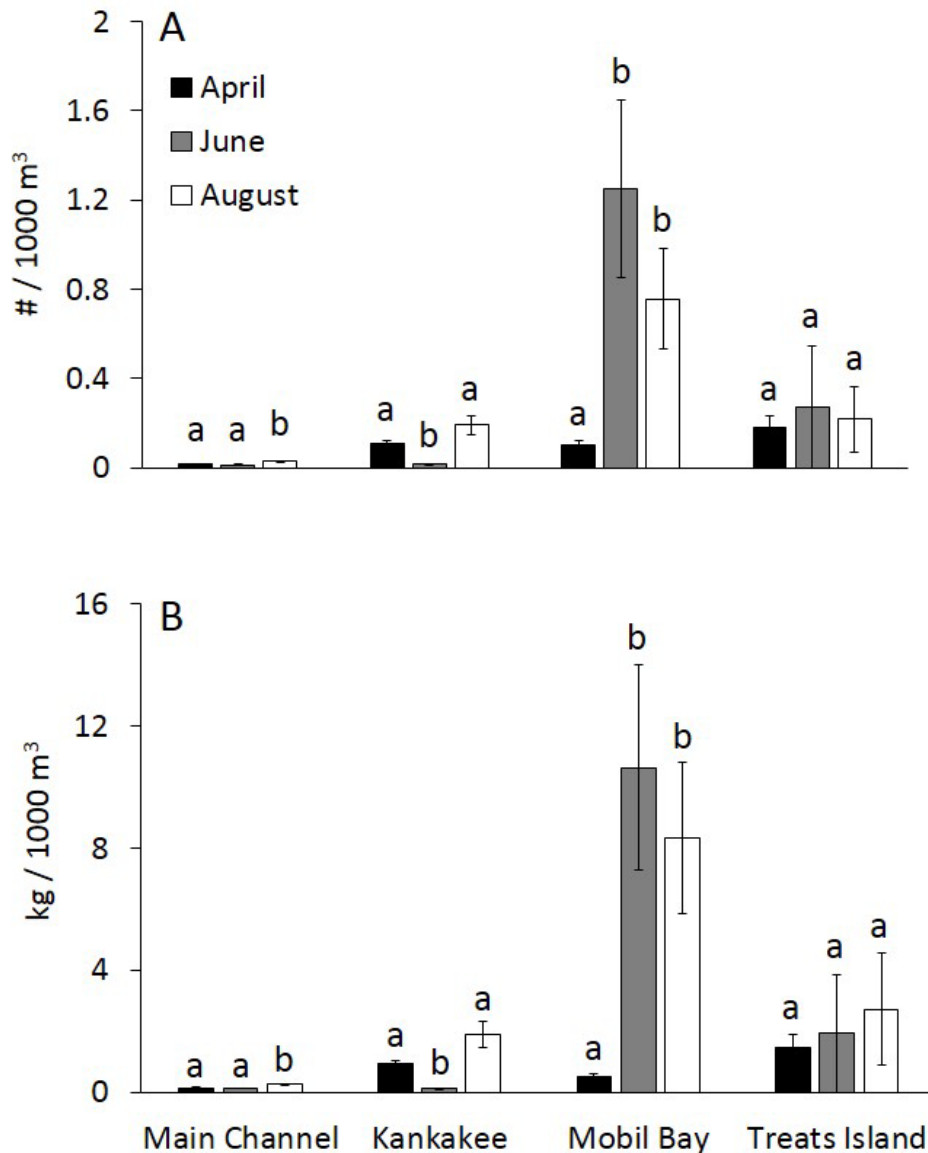 A
2
1.6
1.2
0.8
0.4
0
# / 1000 m³
April
June
August
a a b
a b a
a b b
a a a
B
16
12
8
4
0
kg / 1000 m³
a a b
a b a
a b b
a a a
Main Channel Kankakee Mobil Bay Treats Island